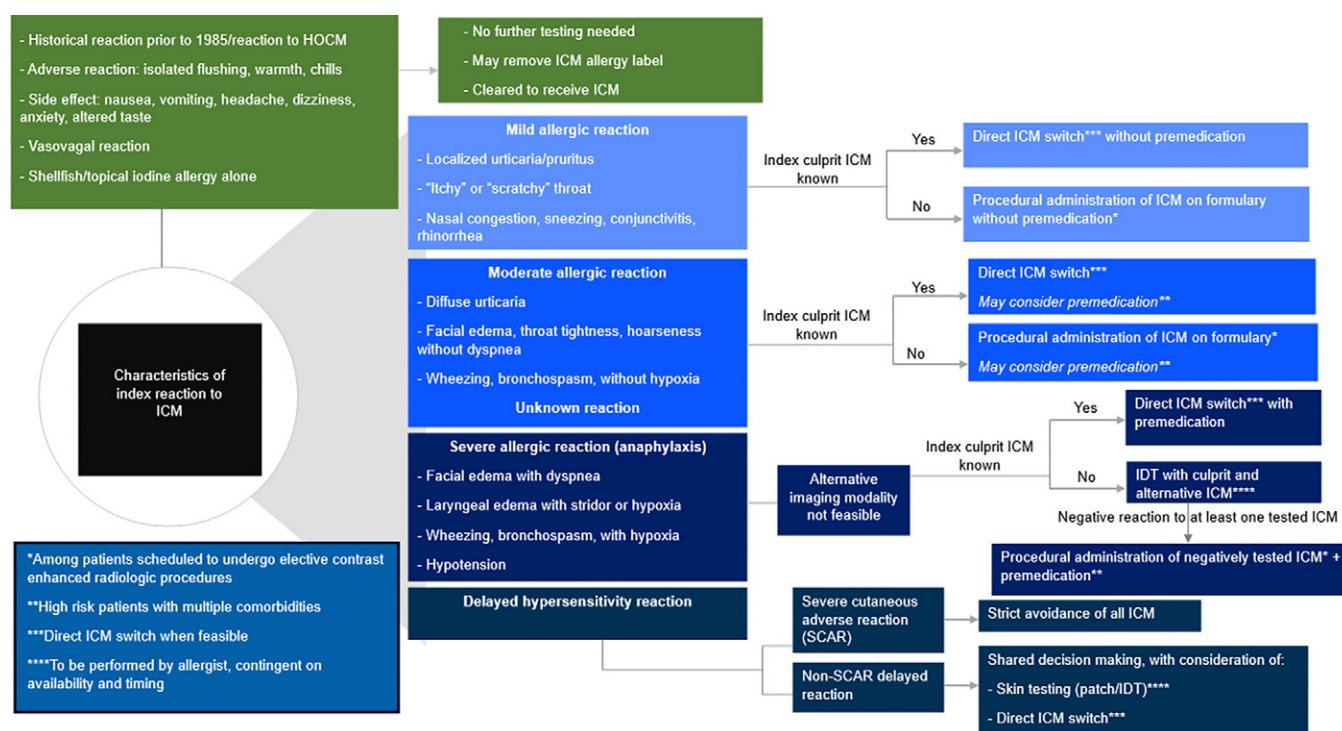 - Historical reaction prior to 1985/reaction to HOCM
- Adverse reaction: isolated flushing, warmth, chills
- Side effect: nausea, vomiting, headache, dizziness,
anxiety, altered taste
- Vasovagal reaction
- Shellfish/topical iodine allergy alone
- No further testing needed
- May remove ICM allergy label
- Cleared to receive ICM
Characteristics of
index reaction to
ICM
Mild allergic reaction
- Localized urticaria/pruritus
- “Itchy” or “scratchy” throat
- Nasal congestion, sneezing, conjunctivitis,
rhinorrhea
Index culprit ICM
known
Yes
Direct ICM switch*** without premedication
No
Procedural administration of ICM on formulary
without premedication*
Moderate allergic reaction
- Diffuse urticaria
- Facial edema, throat tightness, hoarseness
without dyspnea
- Wheezing, bronchospasm, without hypoxia
Unknown reaction
Index culprit ICM
known
Yes
Direct ICM switch***
May consider premedication**
No
Procedural administration of ICM on formulary*
May consider premedication**
Severe allergic reaction (anaphylaxis)
- Facial edema with dyspnea
- Laryngeal edema with stridor or hypoxia
- Wheezing, bronchospasm, with hypoxia
- Hypotension
Alternative
imaging modality
not feasible
Index culprit ICM
known
Yes
Direct ICM switch*** with
premedication
No
IDT with culprit and
alternative ICM****
Negative reaction to at least one tested ICM
Procedural administration of negatively tested ICM* +
premedication**
Delayed hypersensitivity reaction
Severe cutaneous
adverse reaction
(SCAR)
Strict avoidance of all ICM
Non-SCAR delayed
reaction
Shared decision making, with consideration of:
- Skin testing (patch/IDT)****
- Direct ICM switch***
*Among patients scheduled to undergo elective contrast
enhanced radiologic procedures
**High risk patients with multiple comorbidities
***Direct ICM switch when feasible
****To be performed by allergist, contingent on
availability and timing